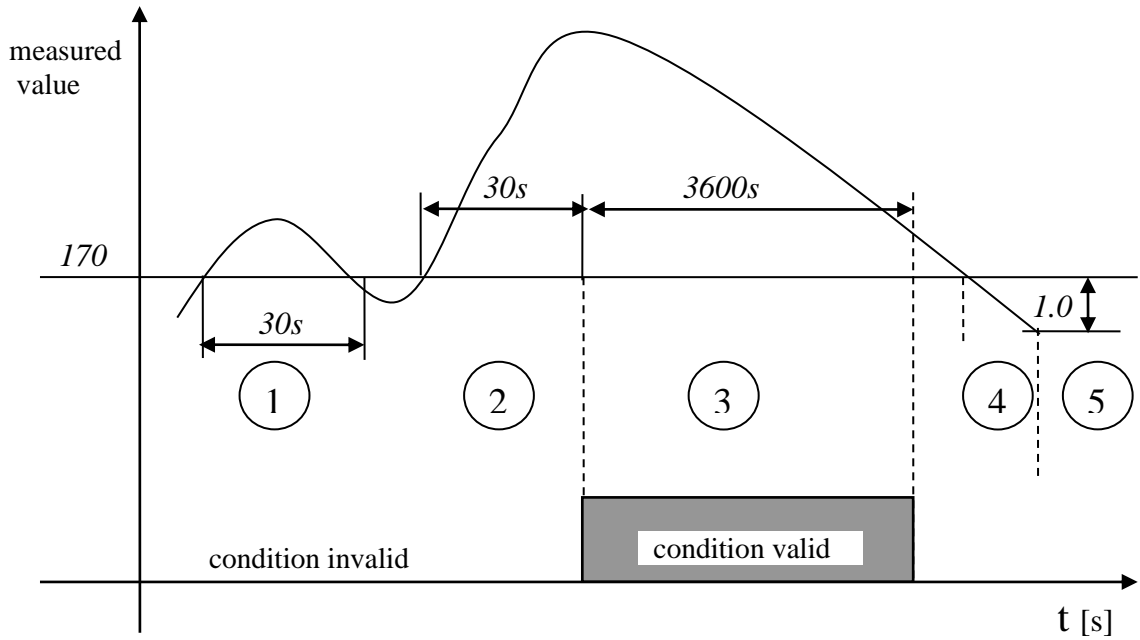 measured
value
30s
3600s
170
1.0
30s
1
2
3
4
5
condition invalid
condition valid
t [s]